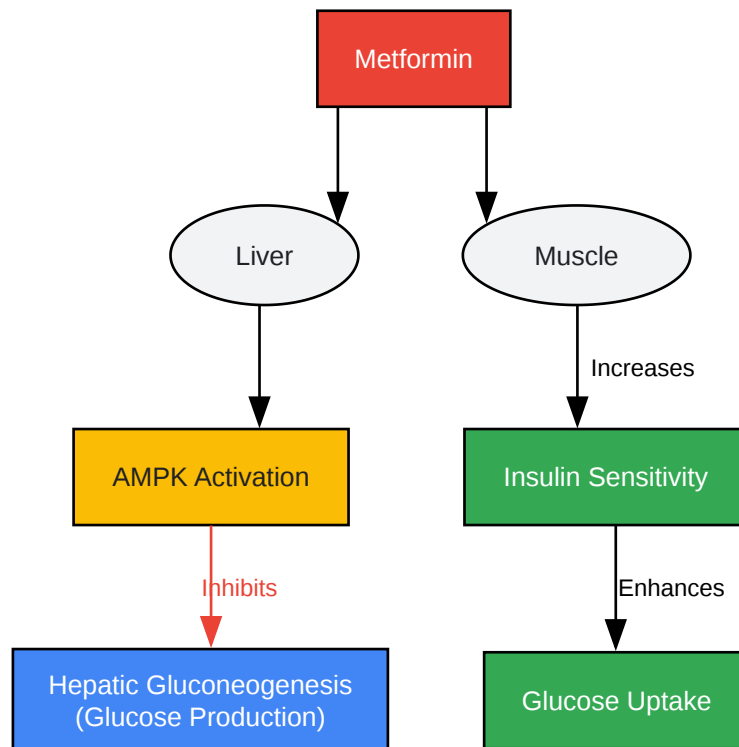 Metformin
Liver
Muscle
Increases
AMPK Activation
Insulin Sensitivity
Inhibits
Enhances
Hepatic Gluconeogenesis
(Glucose Production)
Glucose Uptake